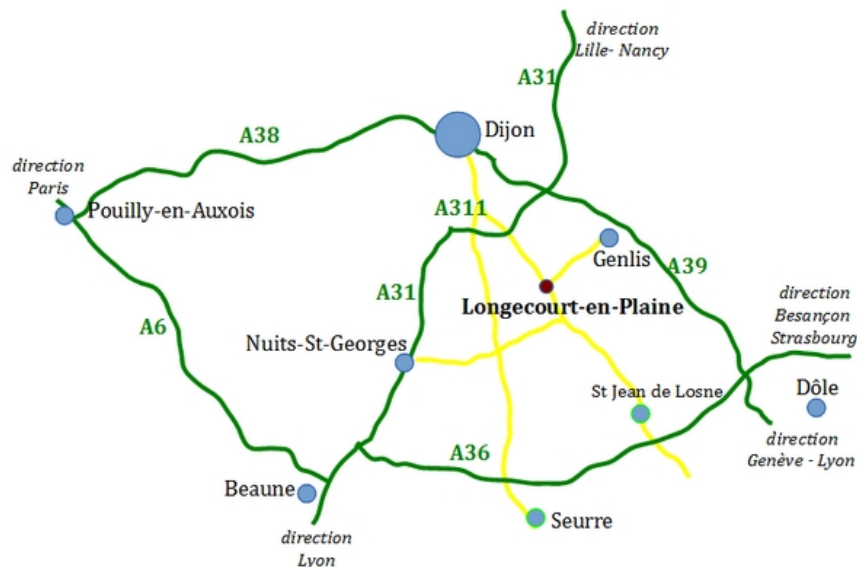 direction
Lille- Nancy
A31
A38
Dijon
direction
Paris
Pouilly-en-Auxois
A311
Genlis
A39
A31
Longecourt-en-Plaine
direction
Besançon
Strasbourg
A6
Nuits-St-Georges
St Jean de Losne
Dôle
A36
direction
Genève - Lyon
Beaune
Seurre
direction
Lyon